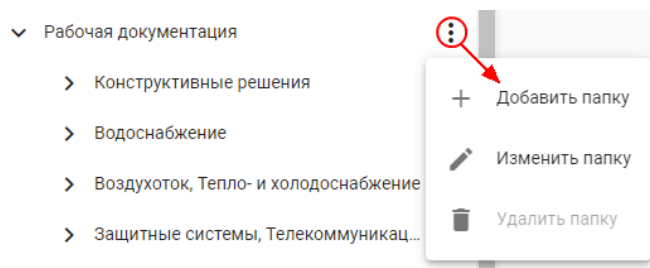 Рабочая документация
Конструктивные решения
Водоснабжение
Воздухоток, Тепло- и холодоснабжение
Защитные системы, Телекоммуникац...
Добавить папку
Изменить папку
Удалить папку